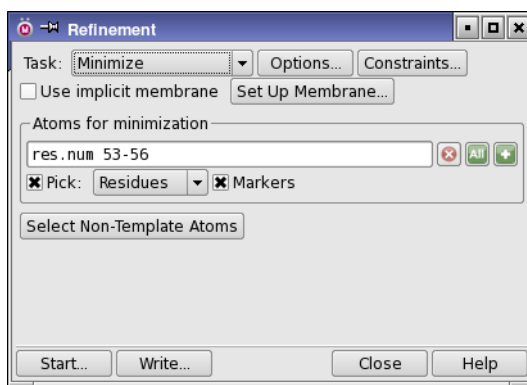 Refinement
Task: Minimize Options... Constraints...
Use implicit membrane Set Up Membrane...
Atoms for minimization
res.num 53-56 All
Pick: Residues Markers
Select Non-Template Atoms
Start... Write... Close Help